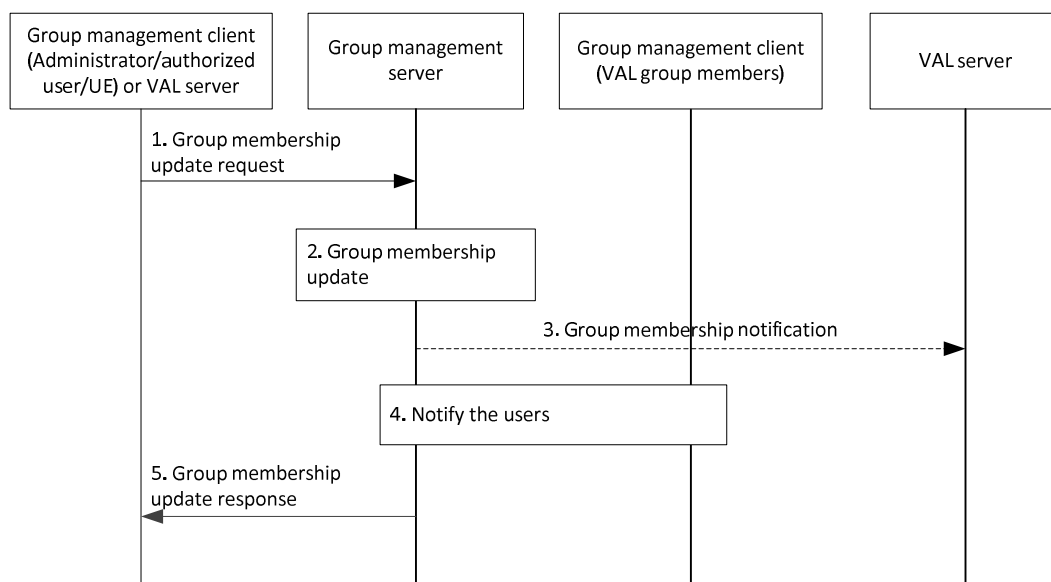 Group management client
(Administrator/authorized
user/UE) or VAL server
Group management
server
Group management client
(VAL group members)
VAL server
1. Group membership
update request
2. Group membership
update
3. Group membership notification
4. Notify the users
5. Group membership
update response